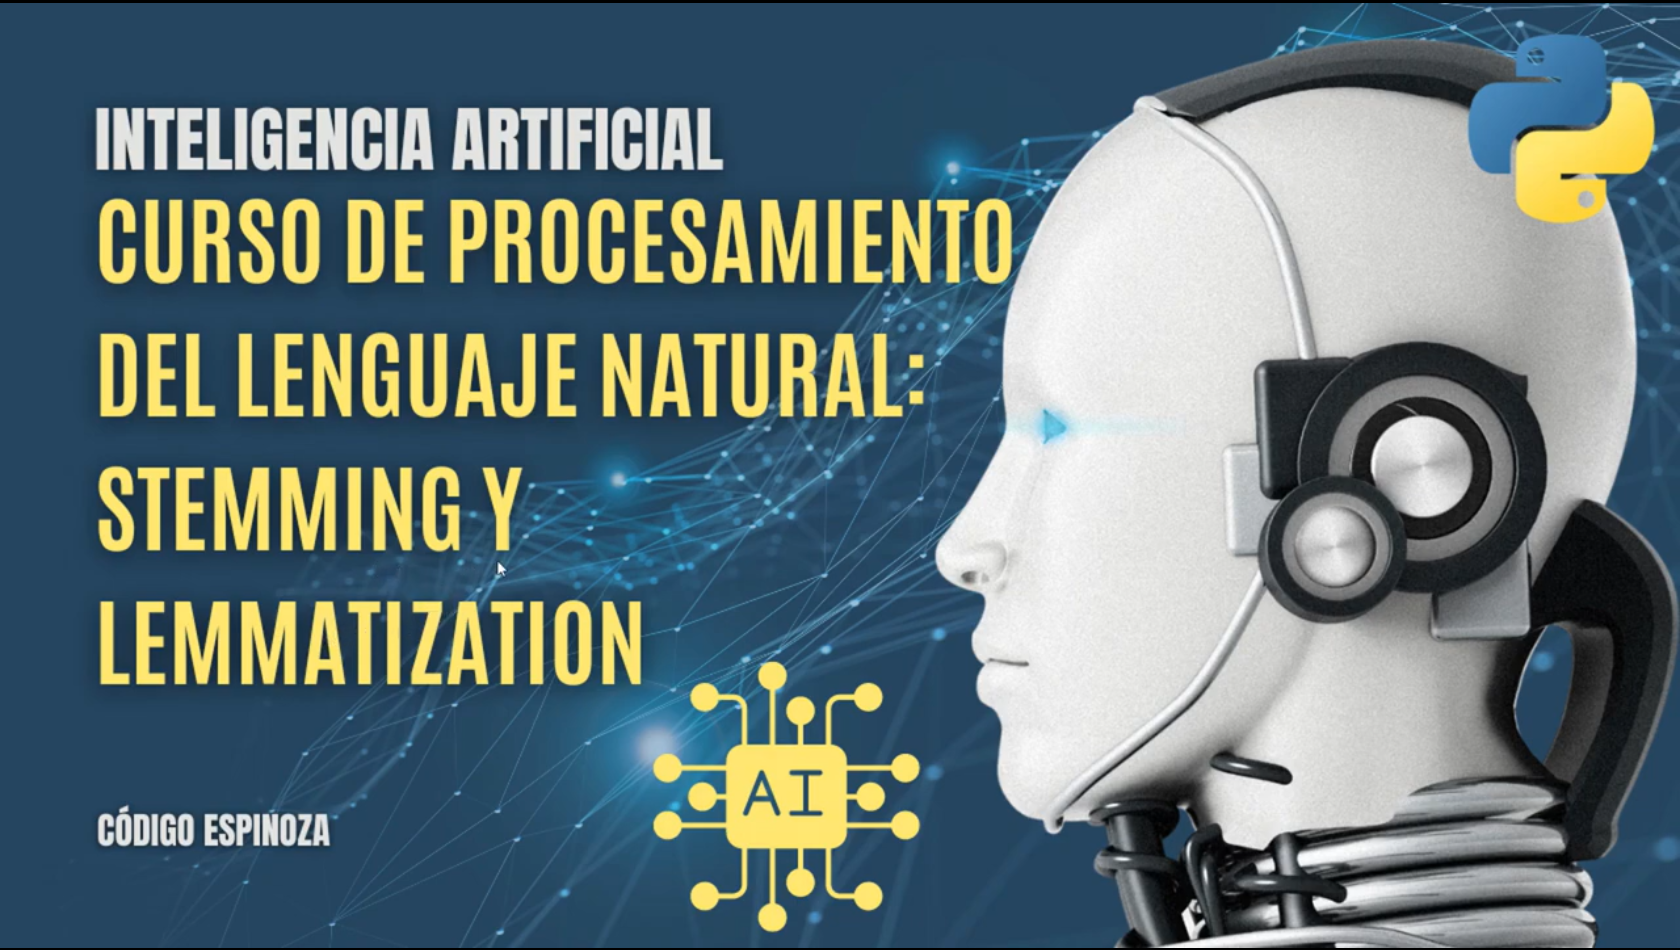 INTELIGENCIA ARTIFICIAL
CURSO DE PROCESAMIENTO
DEL LENGUAJE NATURAL:
STEMMING Y
LEMMATIZATION
AI
CÓDIGO ESPINOZA